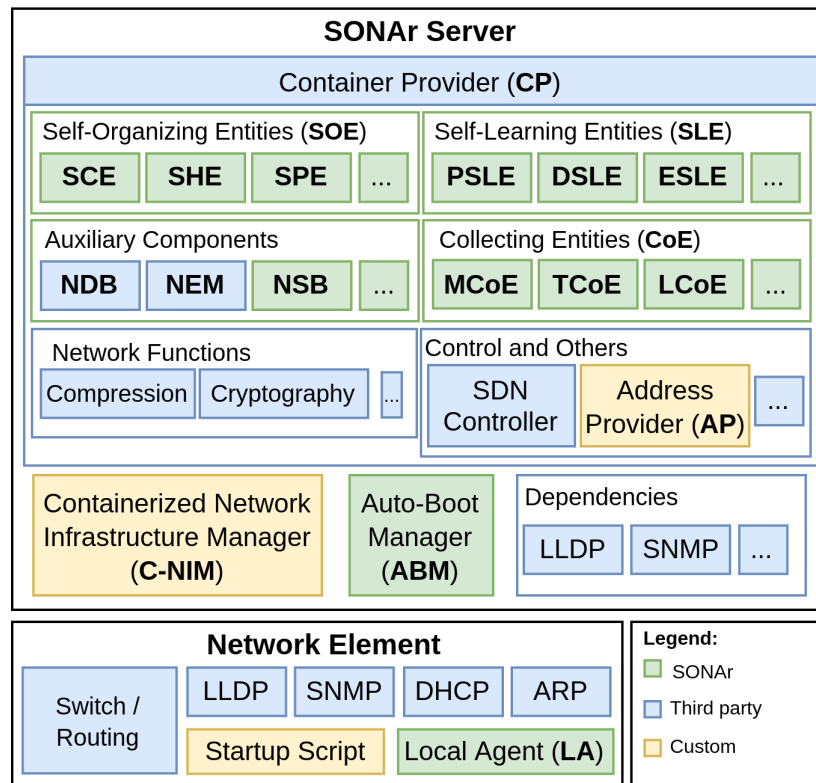 SONAr Server
Container Provider (CP)
Self-Organizing Entities (SOE)
SCE SHE SPE ...
Self-Learning Entities (SLE)
PSLE DSLE ESLE ...
Auxiliary Components
NDB NEM NSB ...
Collecting Entities (CoE)
MCoE TCoE LCoE ...
Network Functions
Compression Cryptography ...
Control and Others
SDN
Controller
Address
Provider (AP)
...
Containerized Network
Infrastructure Manager
(C-NIM)
Auto-Boot
Manager
(ABM)
Dependencies
LLDP SNMP ...
Network Element
Switch /
Routing
LLDP SNMP DHCP ARP
Startup Script Local Agent (LA)
Legend:
SONAr
Third party
Custom